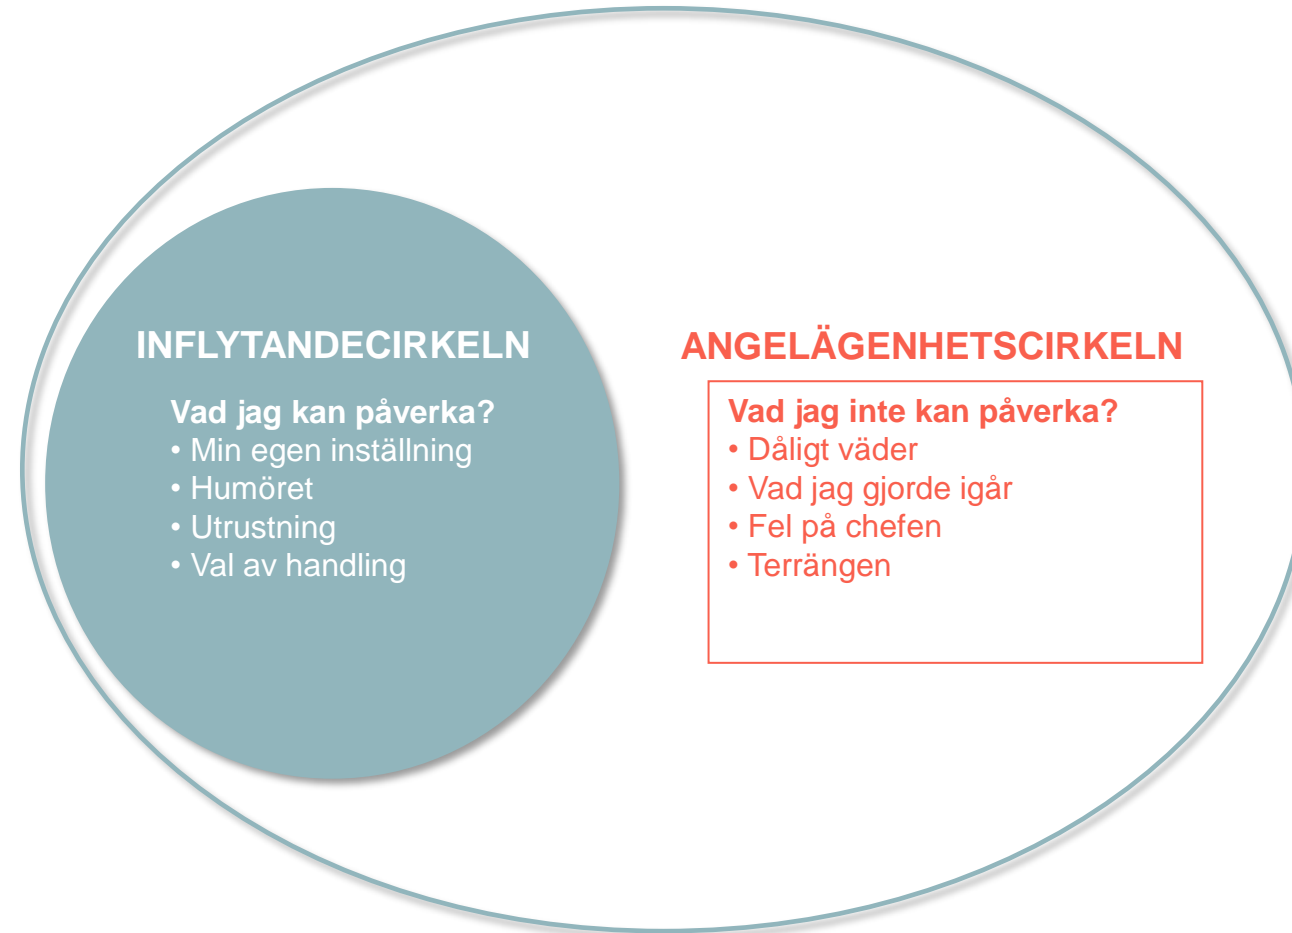 INFLYTANDECIRKELN
Vad jag kan påverka?
• Min egen inställning
• Humöret
• Utrustning
• Val av handling
ANGELÄGENHETSCIRKELN
Vad jag inte kan påverka?
• Dåligt väder
• Vad jag gjorde igår
• Fel på chefen
• Terrängen